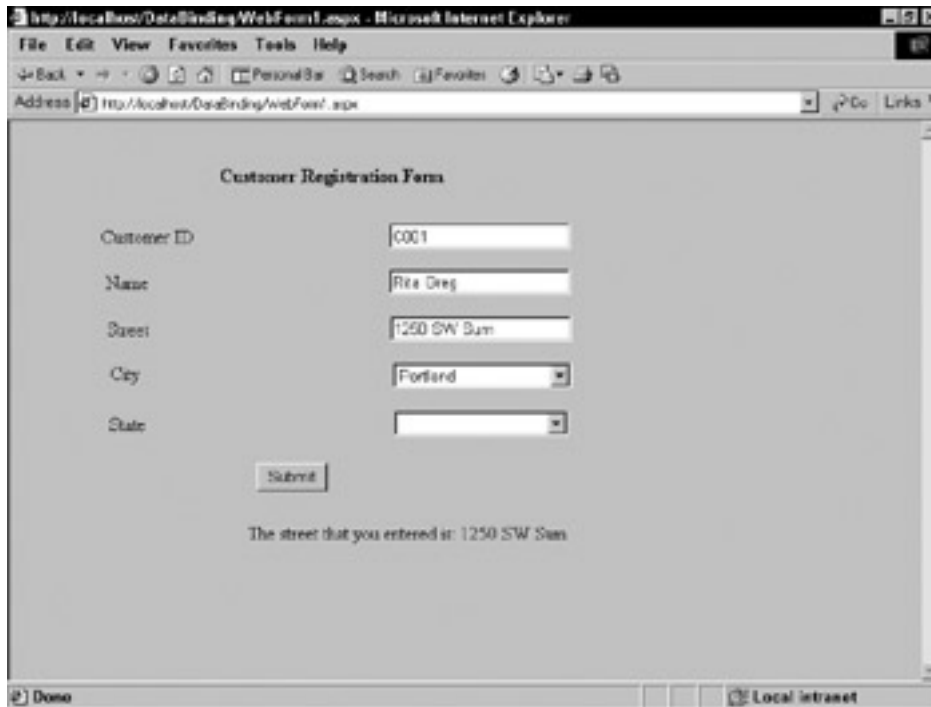 http://localhost/DataBinding/WebForm1.aspx - Microsoft Internet Explorer
File Edit View Favorites Tools Help
Back Personal Bar Search Favorites
Address http://localhost/DataBinding/WebForm1.aspx Go Links
Customer Registration Form
Customer ID C001
Name Rita Greg
Street 1250 SW Sum
City Portland
State
Submit
The street that you entered is: 1250 SW Sum
Done Local intranet